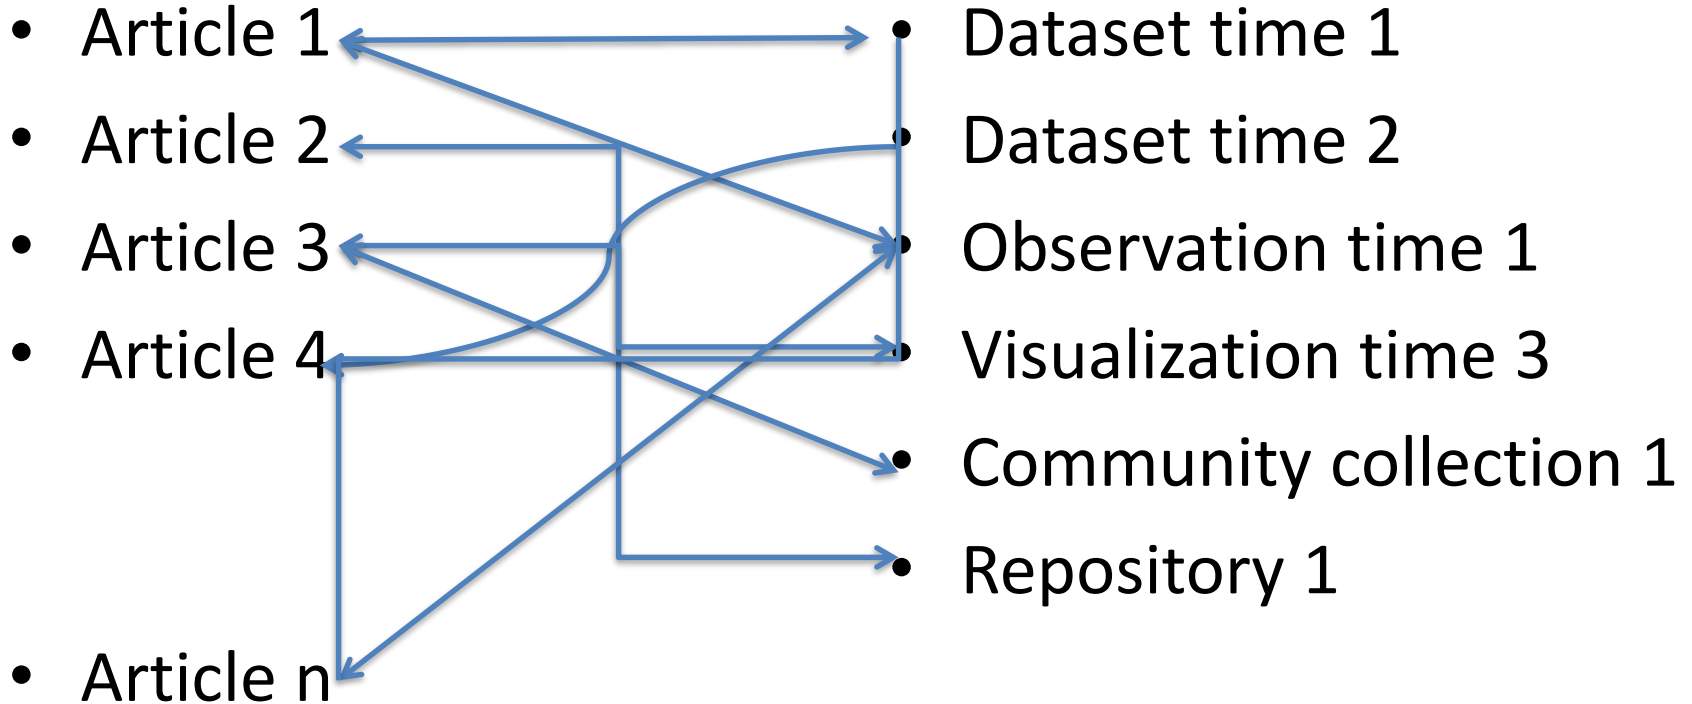 • Article 1
• Article 2
• Article 3
• Article 4
• Article n
• Dataset time 1
• Dataset time 2
• Observation time 1
• Visualization time 3
• Community collection 1
• Repository 1